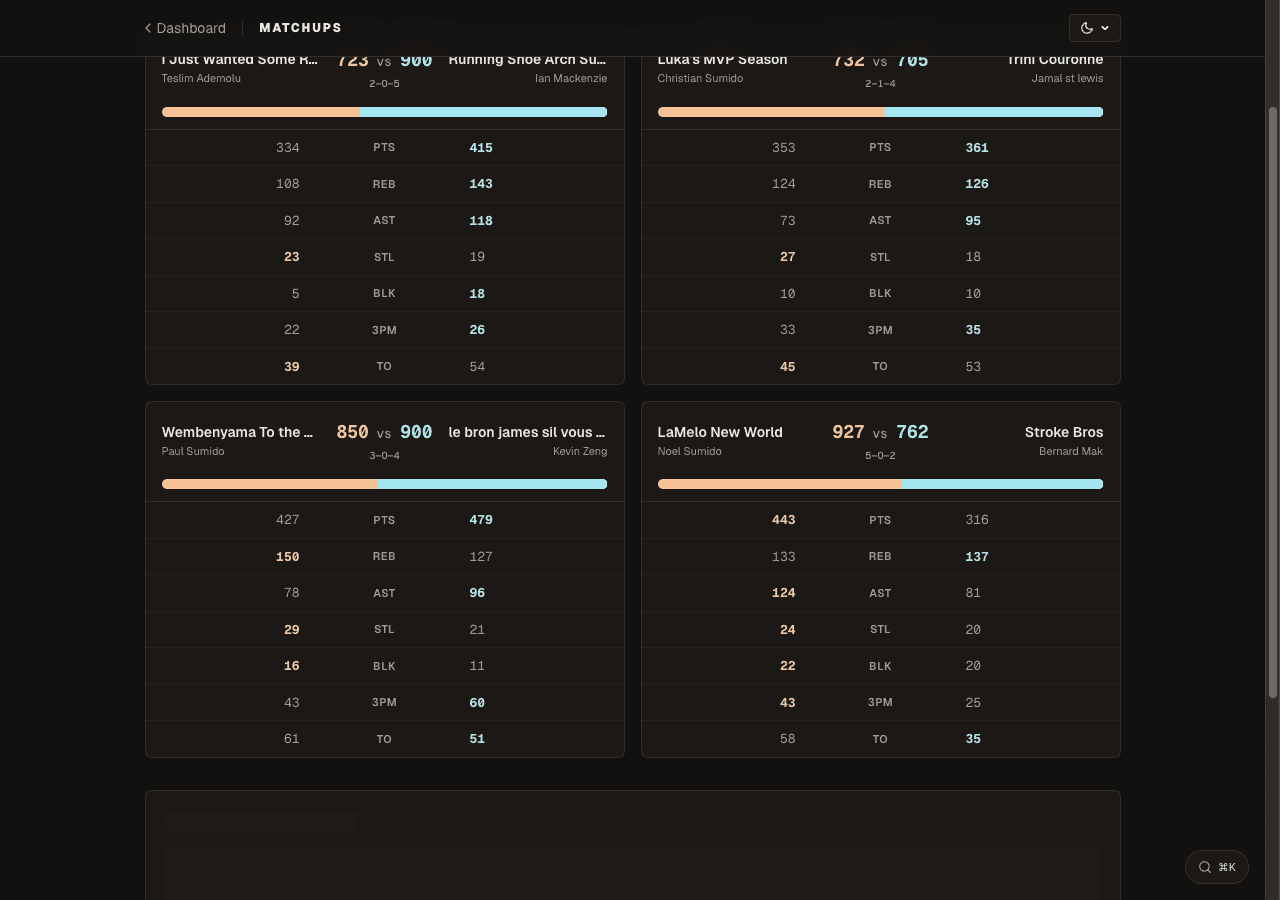 Dashboard MATCHUPS
I Just Wanted Some R... 723 vs 900 Running Shoe Arch Su...
Teslim Ademolu 2–0–5 Ian Mackenzie
334 PTS 415
108 REB 143
92 AST 118
23 STL 19
5 BLK 18
22 3PM 26
39 TO 54
Luka's MVP Season 732 vs 705 Trini Couronne
Christian Sumido 2–1–4 Jamal st lewis
353 PTS 361
124 REB 126
73 AST 95
27 STL 18
10 BLK 10
33 3PM 35
45 TO 53
Wembenyama To the ... 850 vs 900 le bron james sil vous ...
Paul Sumido 3–0–4 Kevin Zeng
427 PTS 479
150 REB 127
78 AST 96
29 STL 21
16 BLK 11
43 3PM 60
61 TO 51
LaMelo New World 927 vs 762 Stroke Bros
Noel Sumido 5–0–2 Bernard Mak
443 PTS 316
133 REB 137
124 AST 81
24 STL 20
22 BLK 20
43 3PM 25
58 TO 35
⌘K